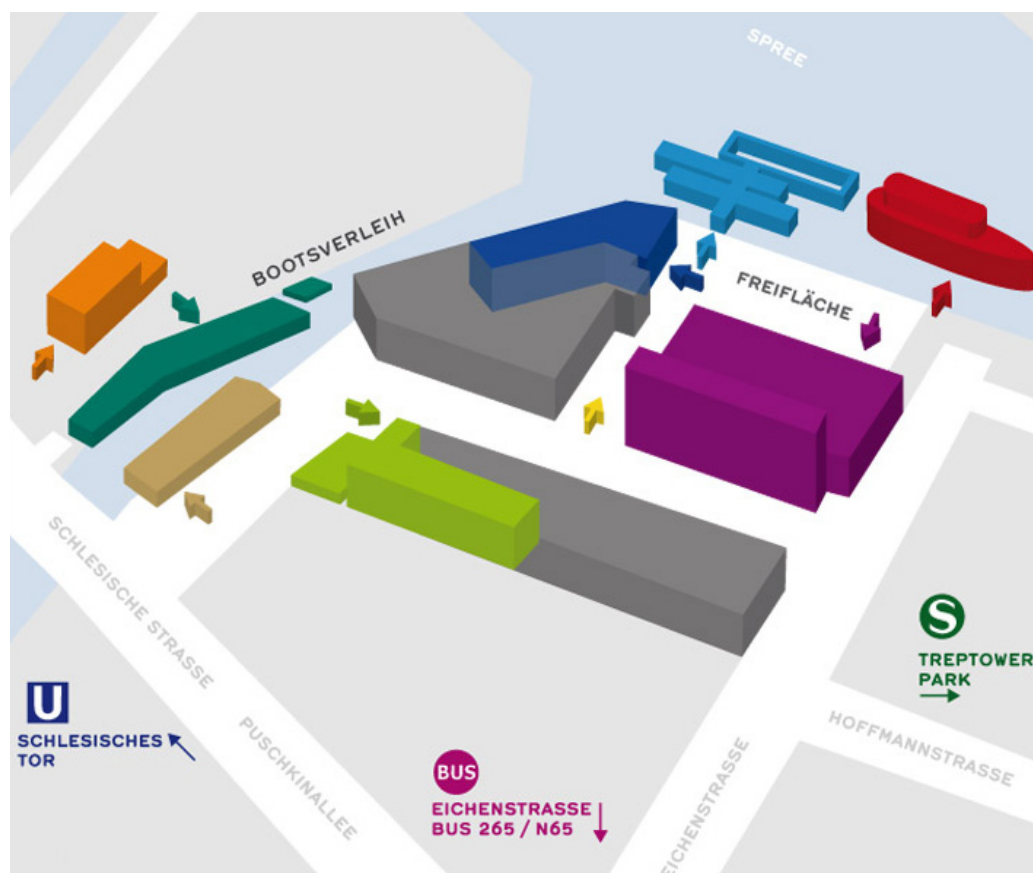 SPREE
BOOTSVERLEIH
FREIFLÄCHE
SCHLESISCHE STRASSE
S
TREPTOWER
PARK
U
SCHLESISCHES
TOR
PUSCHKINALLEE
HOFFMANNSTRASSE
BUS
EICHENSTRASSE
BUS 265 / N65
EICHENSTRASSE